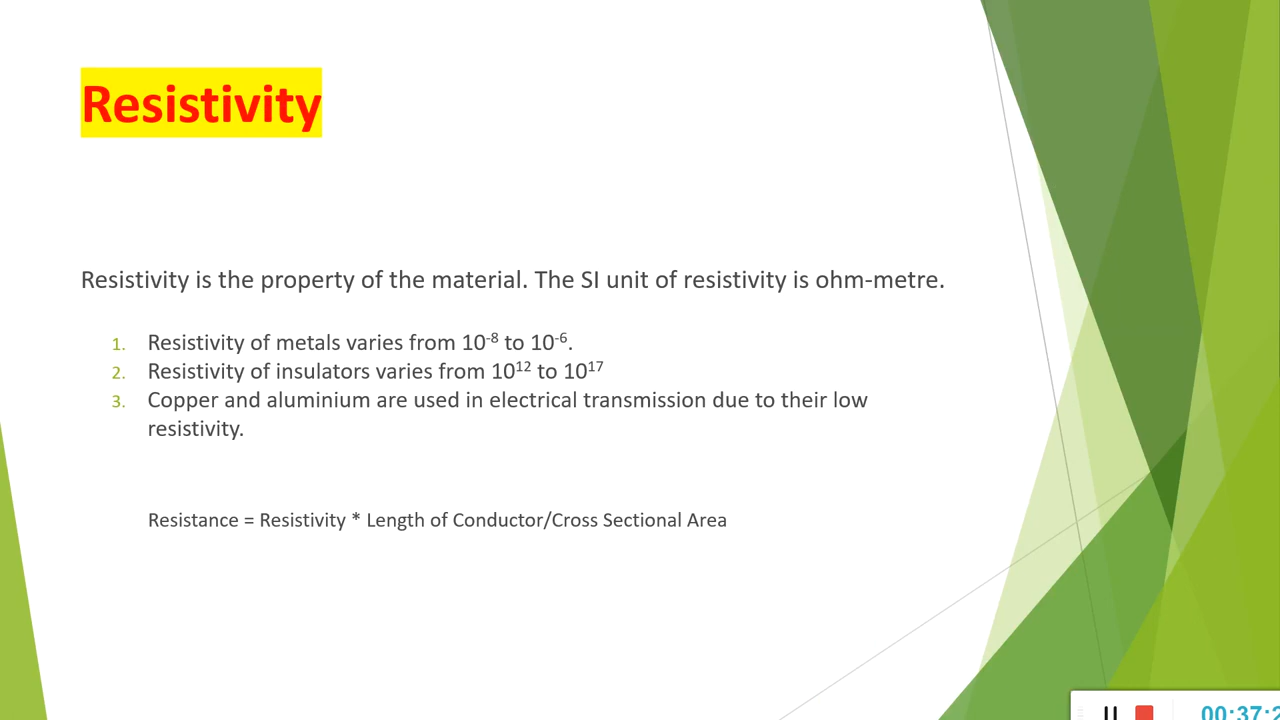 Resistivity
Resistivity is the property of the material. The SI unit of resistivity is ohm-metre.
1. Resistivity of metals varies from 10⁻⁸ to 10⁻⁶.
2. Resistivity of insulators varies from 10¹² to 10¹⁷
3. Copper and aluminium are used in electrical transmission due to their low
resistivity.
Resistance = Resistivity * Length of Conductor/Cross Sectional Area